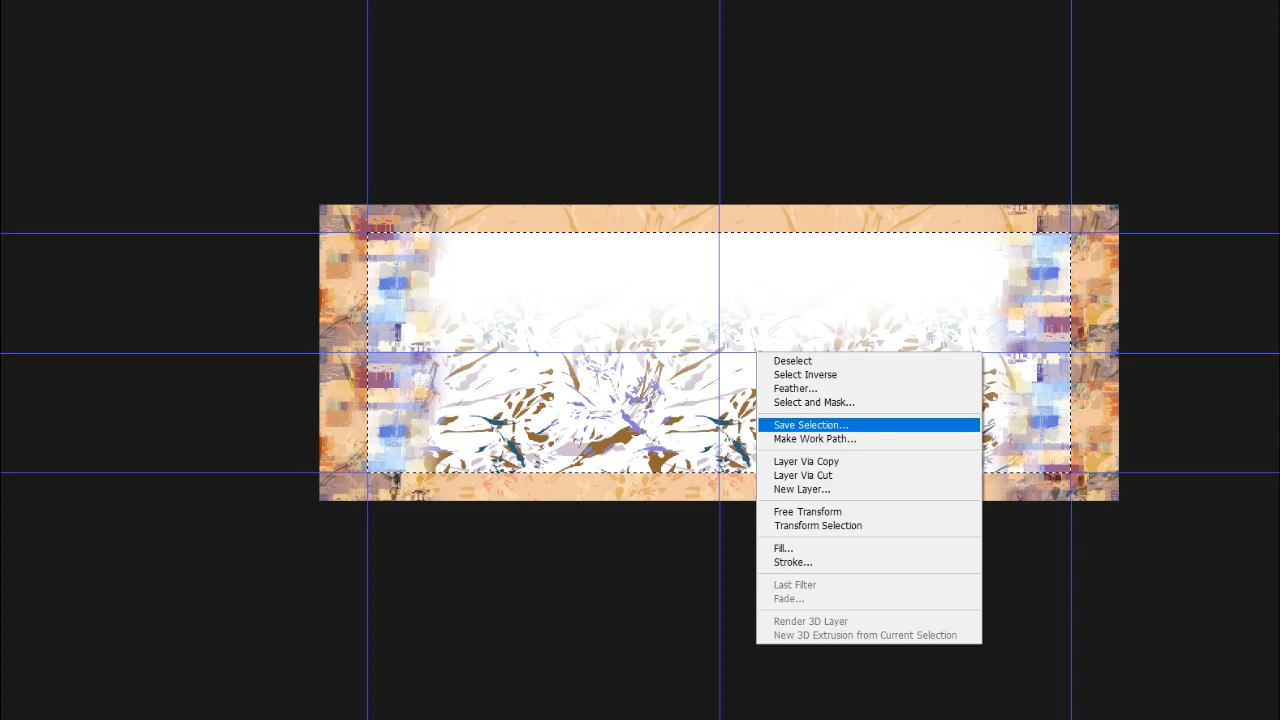 Deselect
Select Inverse
Feather...
Select and Mask...
Save Selection...
Make Work Path...
Layer Via Copy
Layer Via Cut
New Layer...
Free Transform
Transform Selection
Fill...
Stroke...
Last Filter
Fade...
Render 3D Layer
New 3D Extrusion from Current Selection